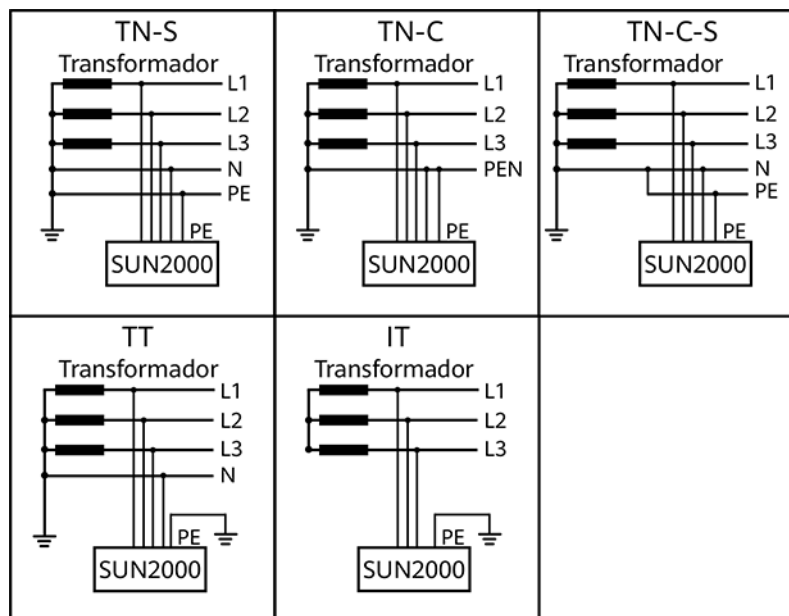 TN-S
Transformador
L1
L2
L3
N
PE
PE
SUN2000
TN-C
Transformador
L1
L2
L3
PEN
PE
SUN2000
TN-C-S
Transformador
L1
L2
L3
N
PE
PE
SUN2000
TT
Transformador
L1
L2
L3
N
PE
SUN2000
IT
Transformador
L1
L2
L3
PE
SUN2000